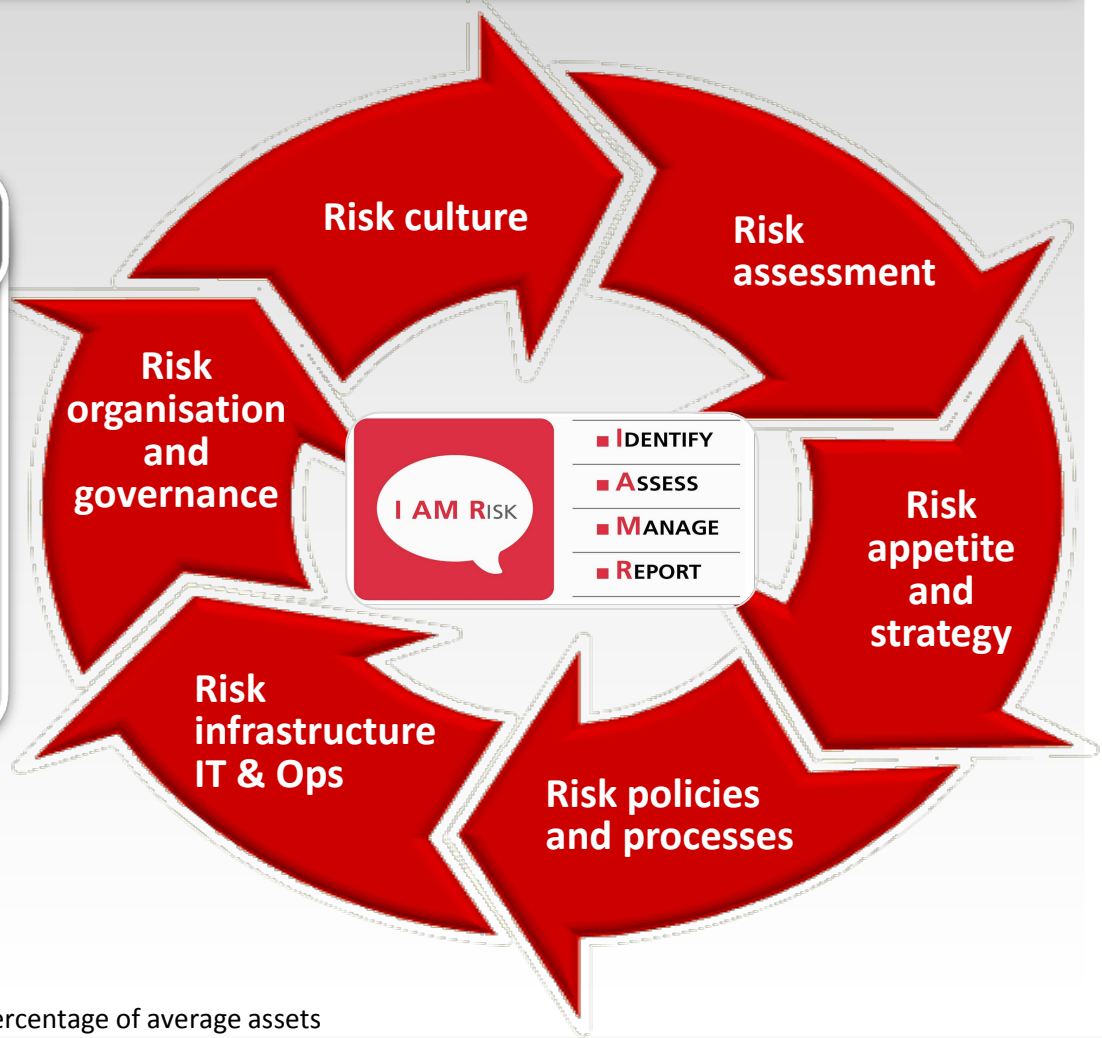 Risk culture
Risk
assessment
Risk
organisation
and
governance
I AM RISK
IDENTIFY
ASSESS
MANAGE
REPORT
Risk
appetite
and
strategy
Risk
infrastructure
IT & Ops
Risk policies
and processes
ercentage of average assets